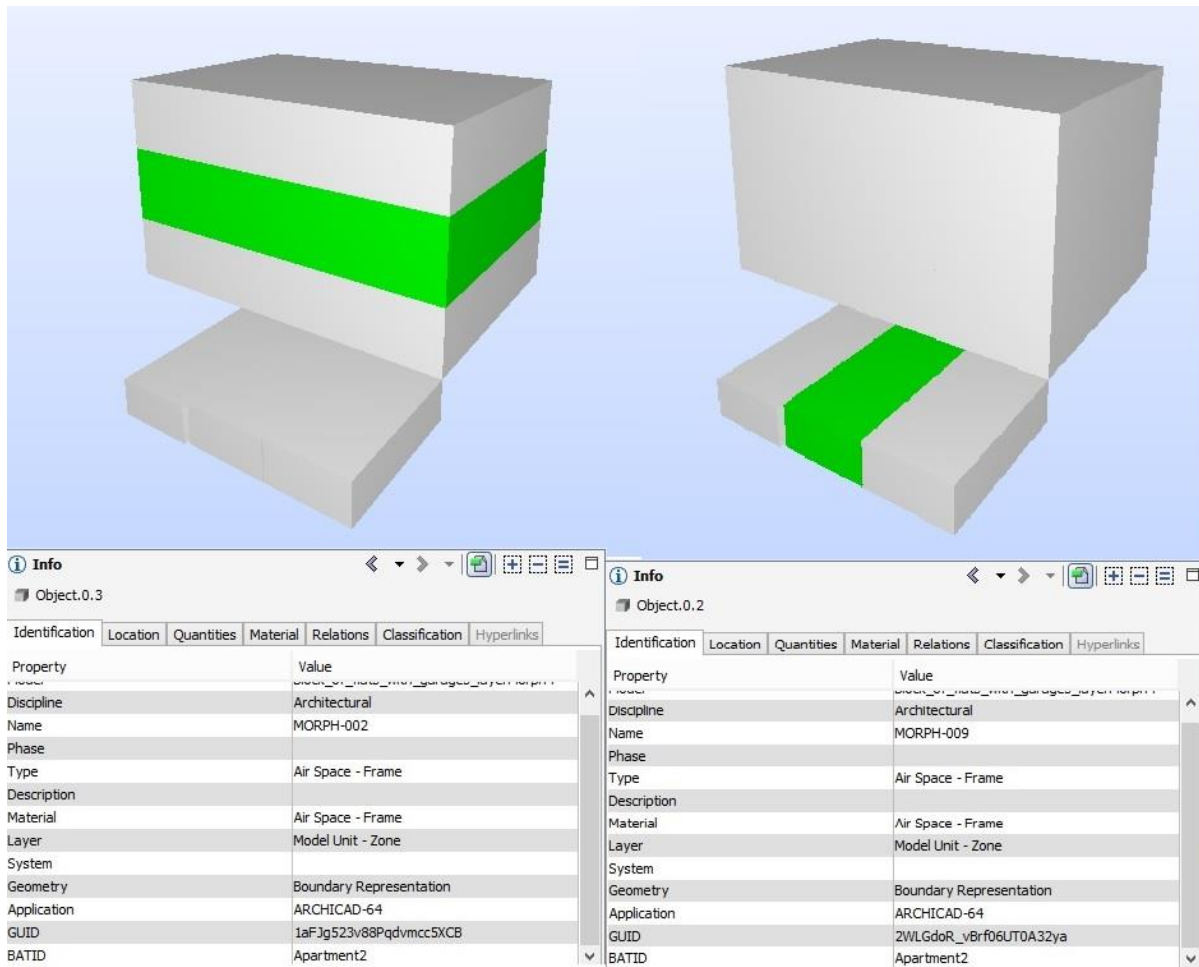 Info
Object.0.3
Identification Location Quantities Material Relations Classification Hyperlinks
Property Value
Discipline Architectural
Name MORPH-002
Phase
Type Air Space - Frame
Description
Material Air Space - Frame
Layer Model Unit - Zone
System
Geometry Boundary Representation
Application ARCHICAD-64
GUID 1aFJg523v88Pqdvmcc5XCB
BATID Apartment2
Info
Object.0.2
Identification Location Quantities Material Relations Classification Hyperlinks
Property Value
Discipline Architectural
Name MORPH-009
Phase
Type Air Space - Frame
Description
Material Air Space - Frame
Layer Model Unit - Zone
System
Geometry Boundary Representation
Application ARCHICAD-64
GUID 2WLGdoR_vBrf06UT0A32ya
BATID Apartment2